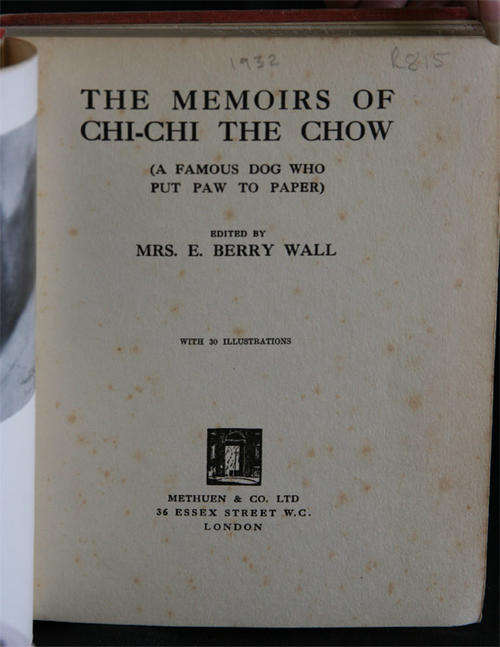 1932 R815
THE MEMOIRS OF
CHI-CHI THE CHOW
(A FAMOUS DOG WHO
PUT PAW TO PAPER)
EDITED BY
MRS. E. BERRY WALL
WITH 30 ILLUSTRATIONS
METHUEN & CO. LTD
36 ESSEX STREET W.C.
LONDON